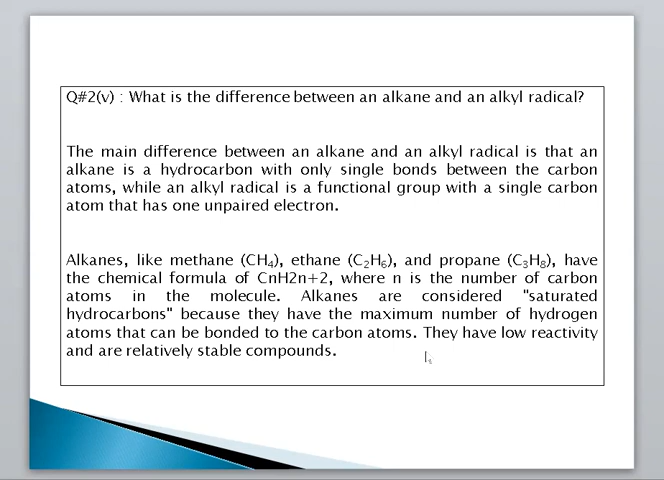 Q#2(v) : What is the difference between an alkane and an alkyl radical?
The main difference between an alkane and an alkyl radical is that an
alkane is a hydrocarbon with only single bonds between the carbon
atoms, while an alkyl radical is a functional group with a single carbon
atom that has one unpaired electron.
Alkanes, like methane (CH₄), ethane (C₂H₆), and propane (C₃H₈), have
the chemical formula of CnH2n+2, where n is the number of carbon
atoms in the molecule. Alkanes are considered "saturated
hydrocarbons" because they have the maximum number of hydrogen
atoms that can be bonded to the carbon atoms. They have low reactivity
and are relatively stable compounds.